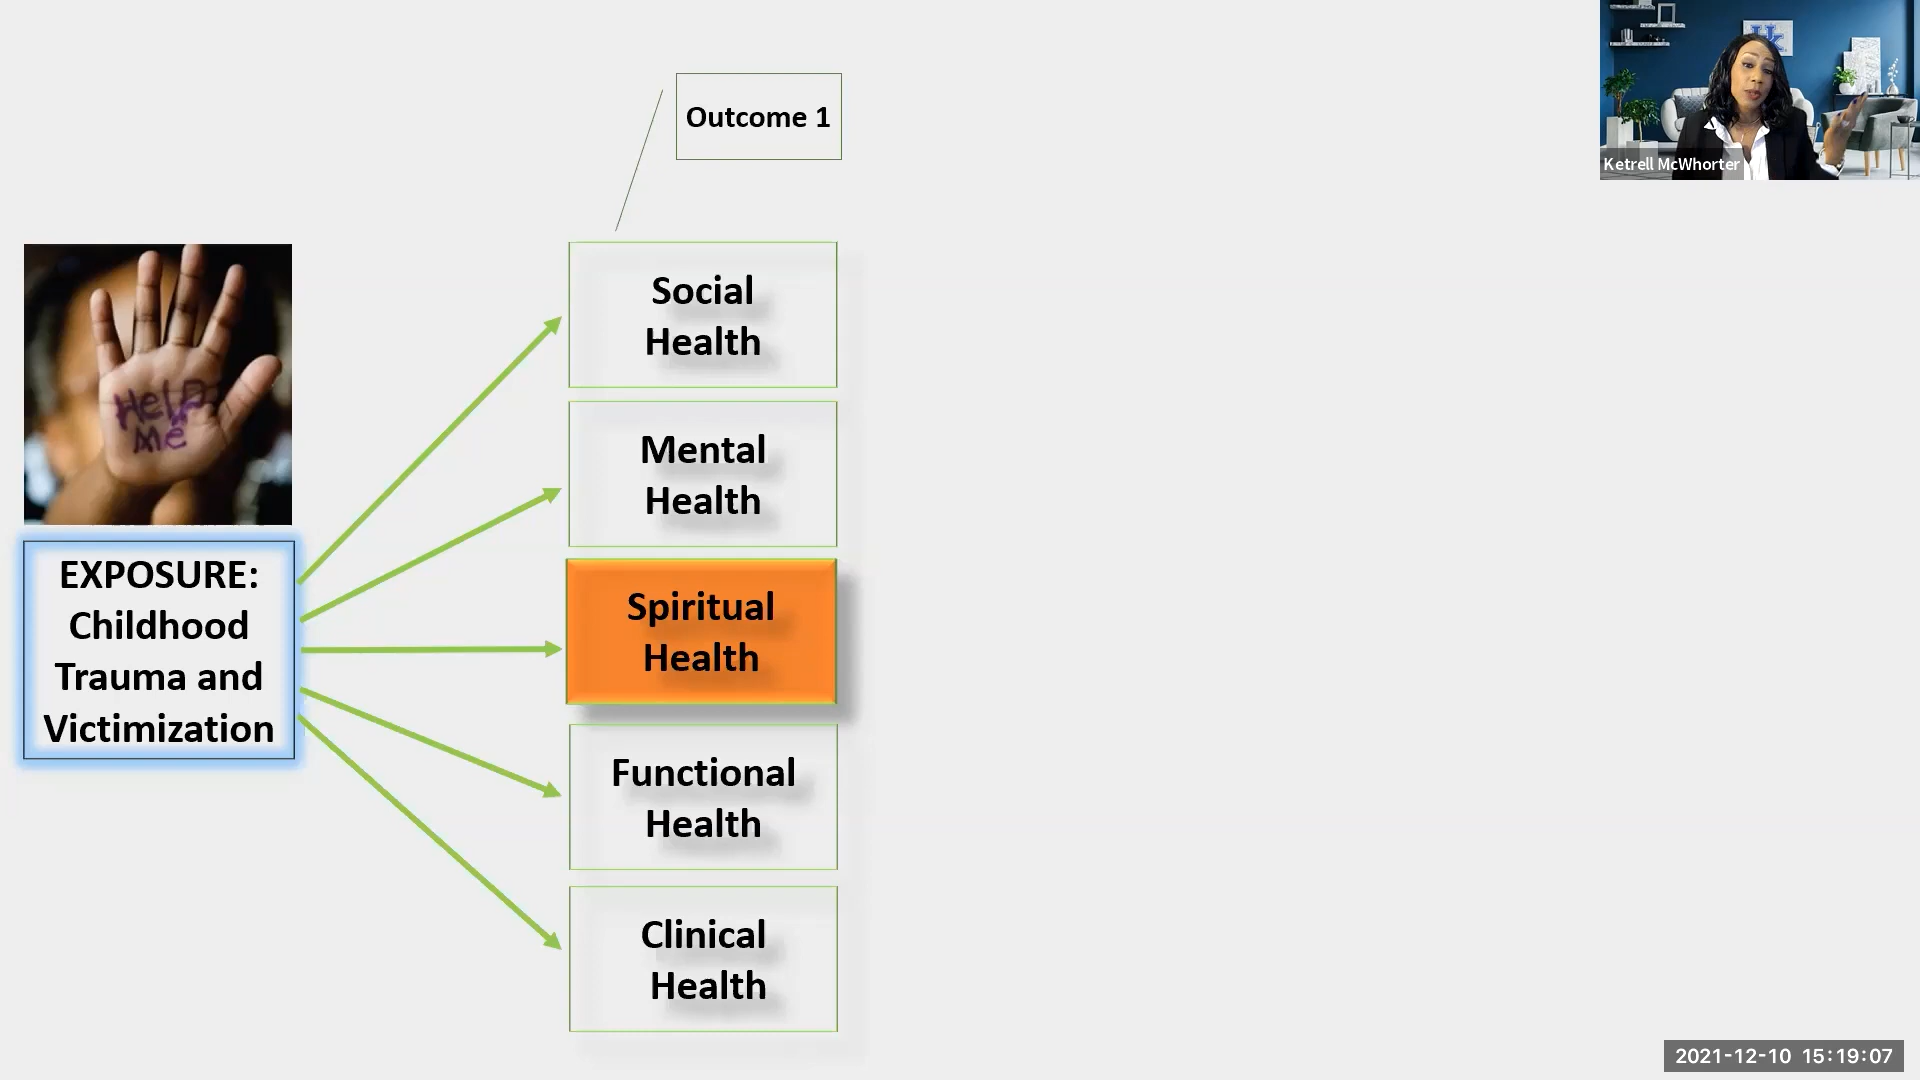 Outcome 1
UK
Ketrell McWhorter
HELP
Me
EXPOSURE:
Childhood
Trauma and
Victimization
Social
Health
Mental
Health
Spiritual
Health
Functional
Health
Clinical
Health
2021-12-10 15:19:07